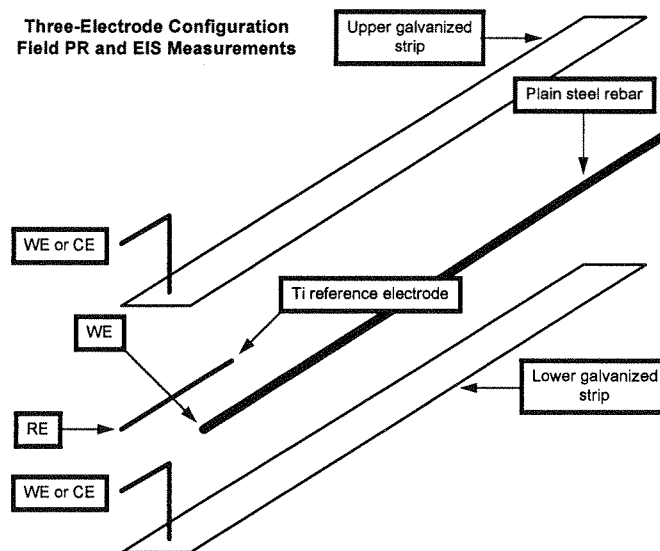 Three-Electrode Configuration
Field PR and EIS Measurements
Upper galvanized
strip
Plain steel rebar
WE or CE
Ti reference electrode
WE
Lower galvanized
strip
RE
WE or CE